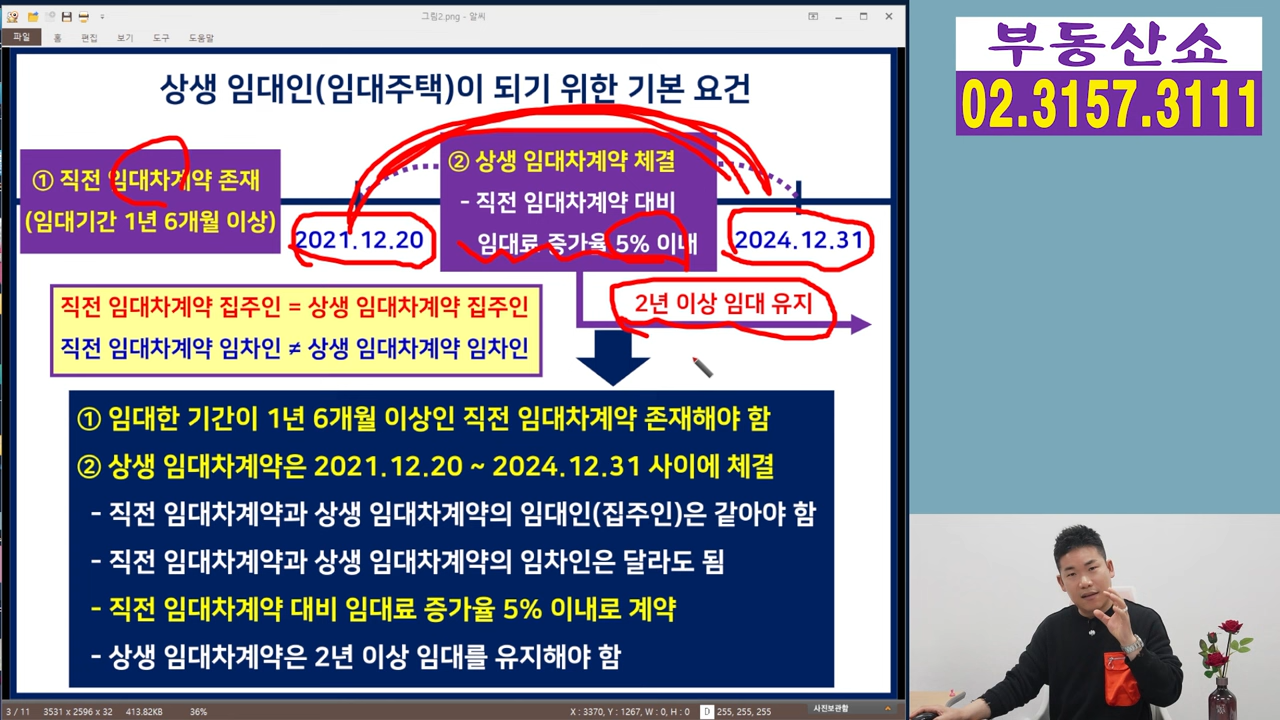 그림2.png - 알씨
파일 홈 편집 보기 도구 도움말
부동산쇼
02.3157.3111
상생 임대인(임대주택)이 되기 위한 기본 요건
① 직전 임대차계약 존재
(임대기간 1년 6개월 이상)
2021.12.20
② 상생 임대차계약 체결
- 직전 임대차계약 대비
임대료 증가율 5% 이내
2024.12.31
2년 이상 임대 유지
직전 임대차계약 집주인 = 상생 임대차계약 집주인
직전 임대차계약 임차인 ≠ 상생 임대차계약 임차인
① 임대한 기간이 1년 6개월 이상인 직전 임대차계약 존재해야 함
② 상생 임대차계약은 2021.12.20 ~ 2024.12.31 사이에 체결
- 직전 임대차계약과 상생 임대차계약의 임대인(집주인)은 같아야 함
- 직전 임대차계약과 상생 임대차계약의 임차인은 달라도 됨
- 직전 임대차계약 대비 임대료 증가율 5% 이내로 계약
- 상생 임대차계약은 2년 이상 임대를 유지해야 함
3 / 11 3531 x 2596 x 32 413.82KB 36% X : 3370, Y : 1267, W : 0, H : 0 D 255, 255, 255 사진보관함